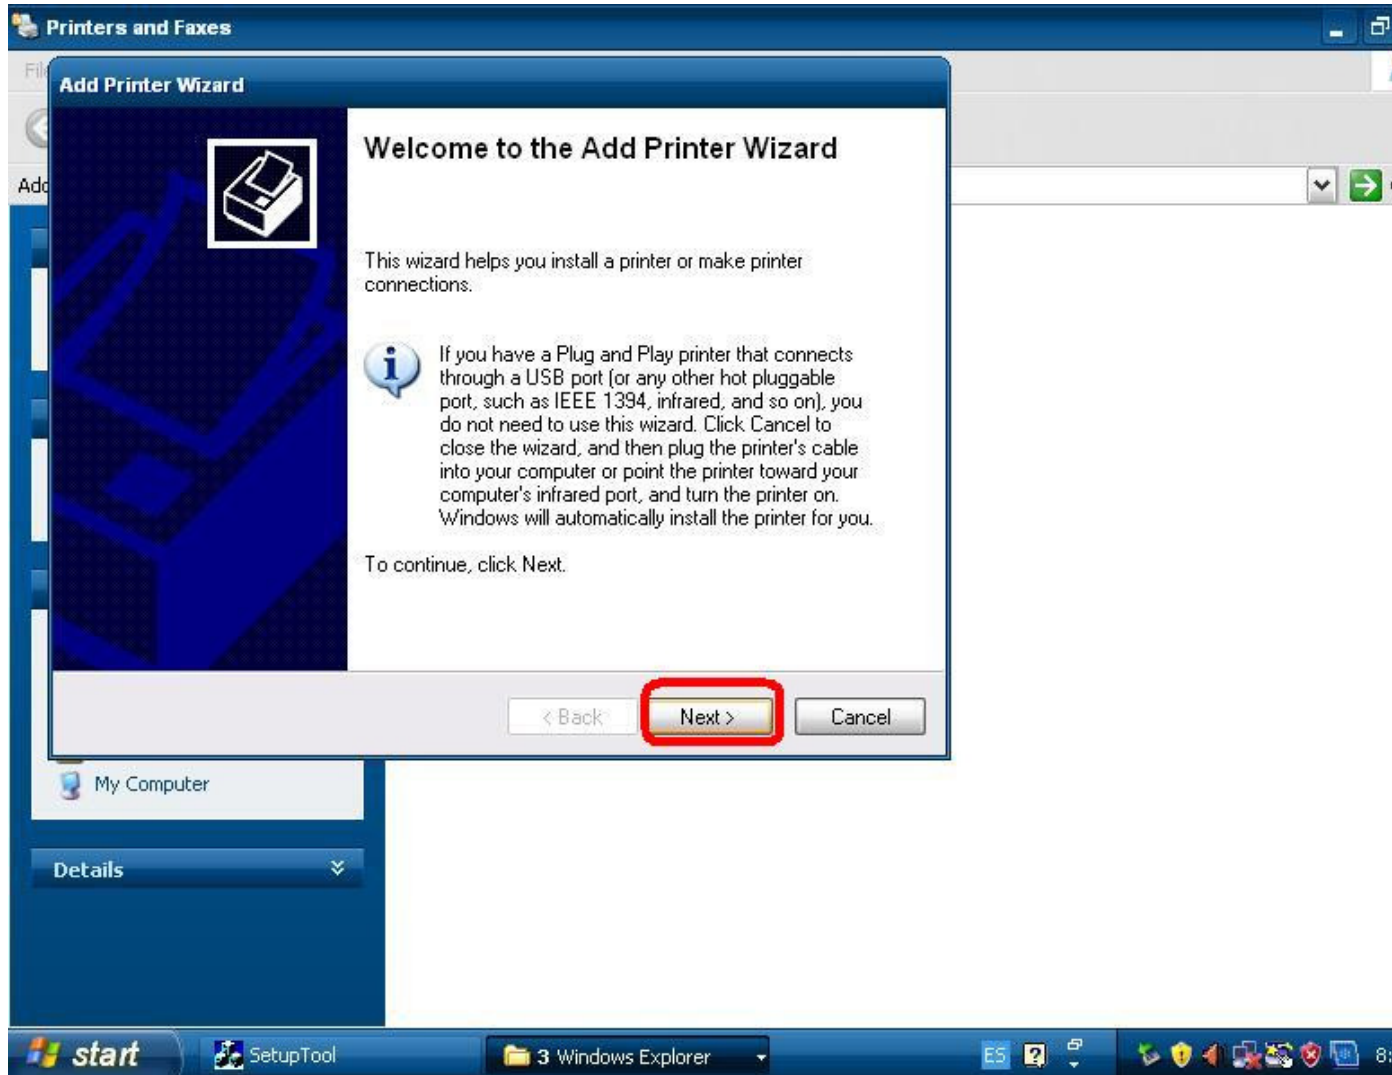 Printers and Faxes
Add Printer Wizard
Welcome to the Add Printer Wizard
This wizard helps you install a printer or make printer
connections.
If you have a Plug and Play printer that connects
through a USB port (or any other hot pluggable
port, such as IEEE 1394, infrared, and so on), you
do not need to use this wizard. Click Cancel to
close the wizard, and then plug the printer's cable
into your computer or point the printer toward your
computer's infrared port, and turn the printer on.
Windows will automatically install the printer for you.
To continue, click Next.
< Back
Next >
Cancel
My Computer
Details
start
SetupTool
3 Windows Explorer
ES